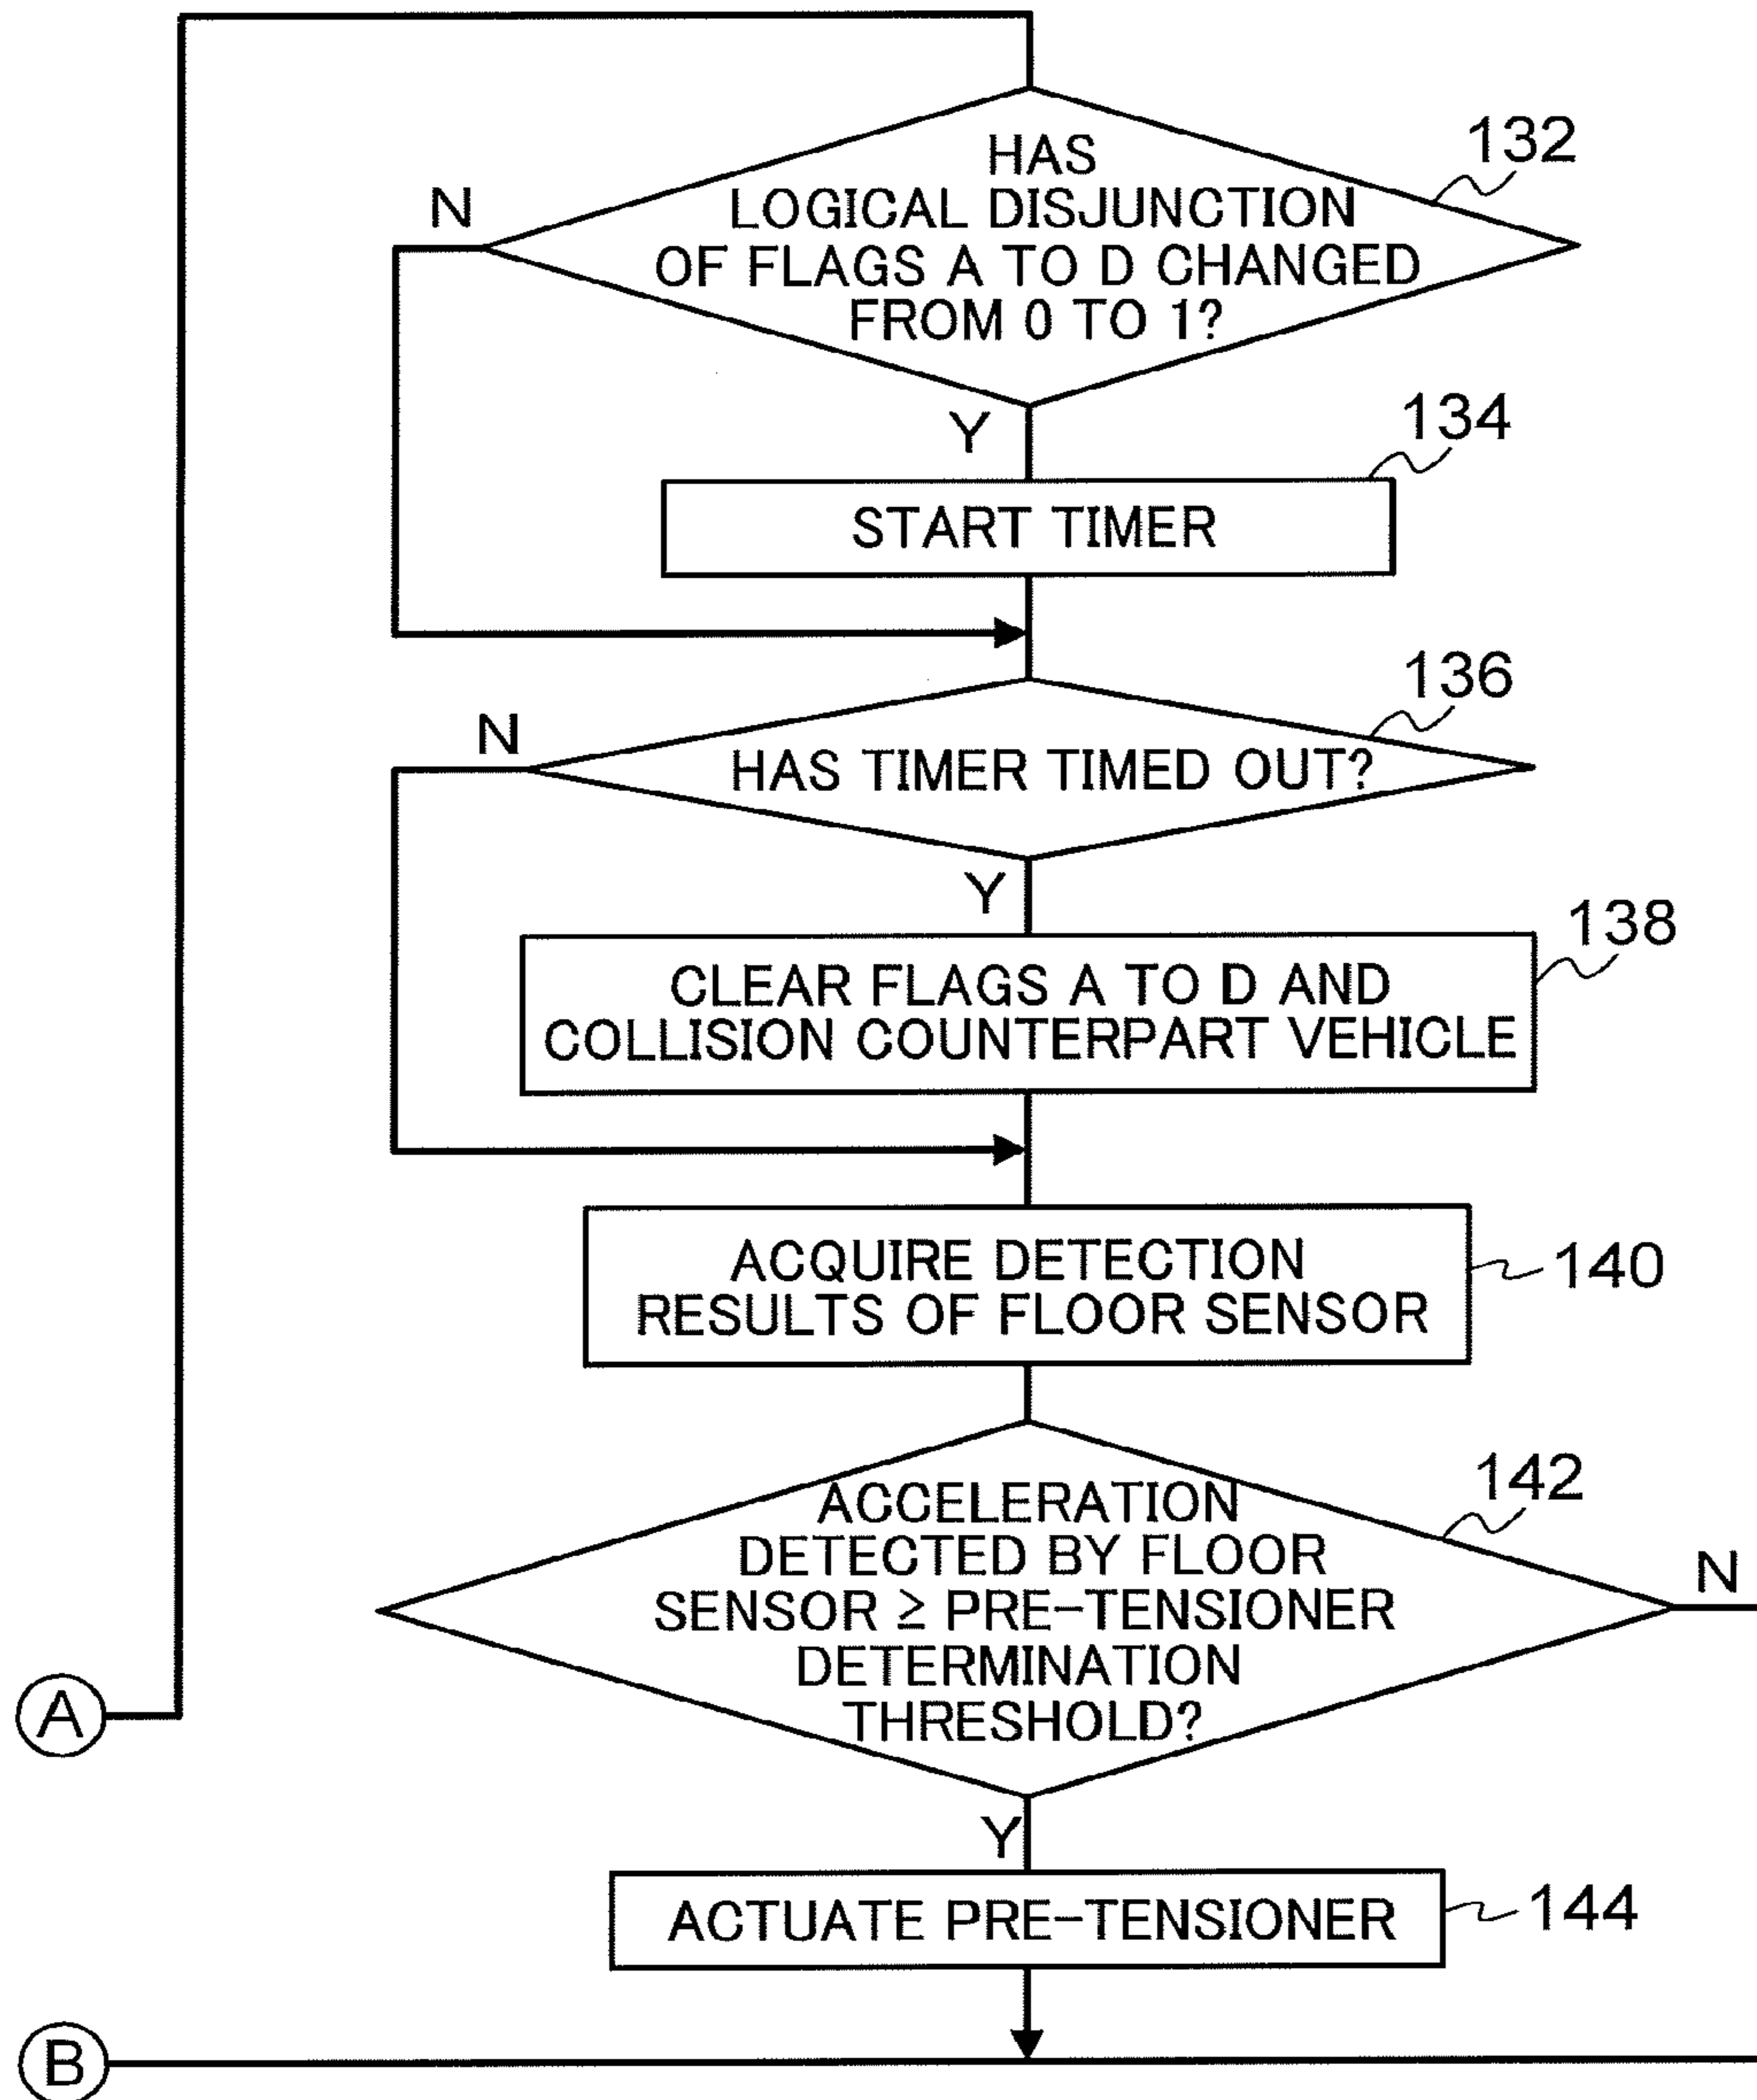 132
HAS
LOGICAL DISJUNCTION
OF FLAGS A TO D CHANGED
FROM 0 TO 1?
N
Y
134
START TIMER
136
N
HAS TIMER TIMED OUT?
Y
138
CLEAR FLAGS A TO D AND
COLLISION COUNTERPART VEHICLE
ACQUIRE DETECTION
RESULTS OF FLOOR SENSOR
140
142
ACCELERATION
DETECTED BY FLOOR
SENSOR ≥ PRE-TENSIONER
DETERMINATION
THRESHOLD?
N
A
Y
ACTUATE PRE-TENSIONER
144
B